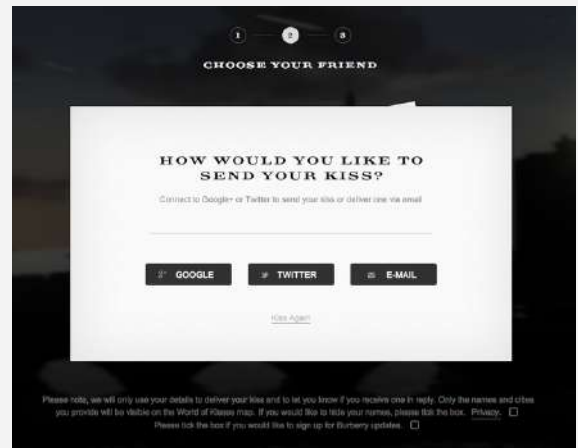 1 2 3
CHOOSE YOUR FRIEND
HOW WOULD YOU LIKE TO
SEND YOUR KISS?
Connect to Google+ or Twitter to send your kiss or deliver one via email
GOOGLE TWITTER E-MAIL
Kiss Again
Please note, we will only use your details to deliver your kiss and to let you know if you receive one in reply. Only the names and cities
you provide will be visible on the World of Kisses map. If you would like to hide your names, please tick the box. Privacy.
Please tick the box if you would like to sign up for Burberry updates.